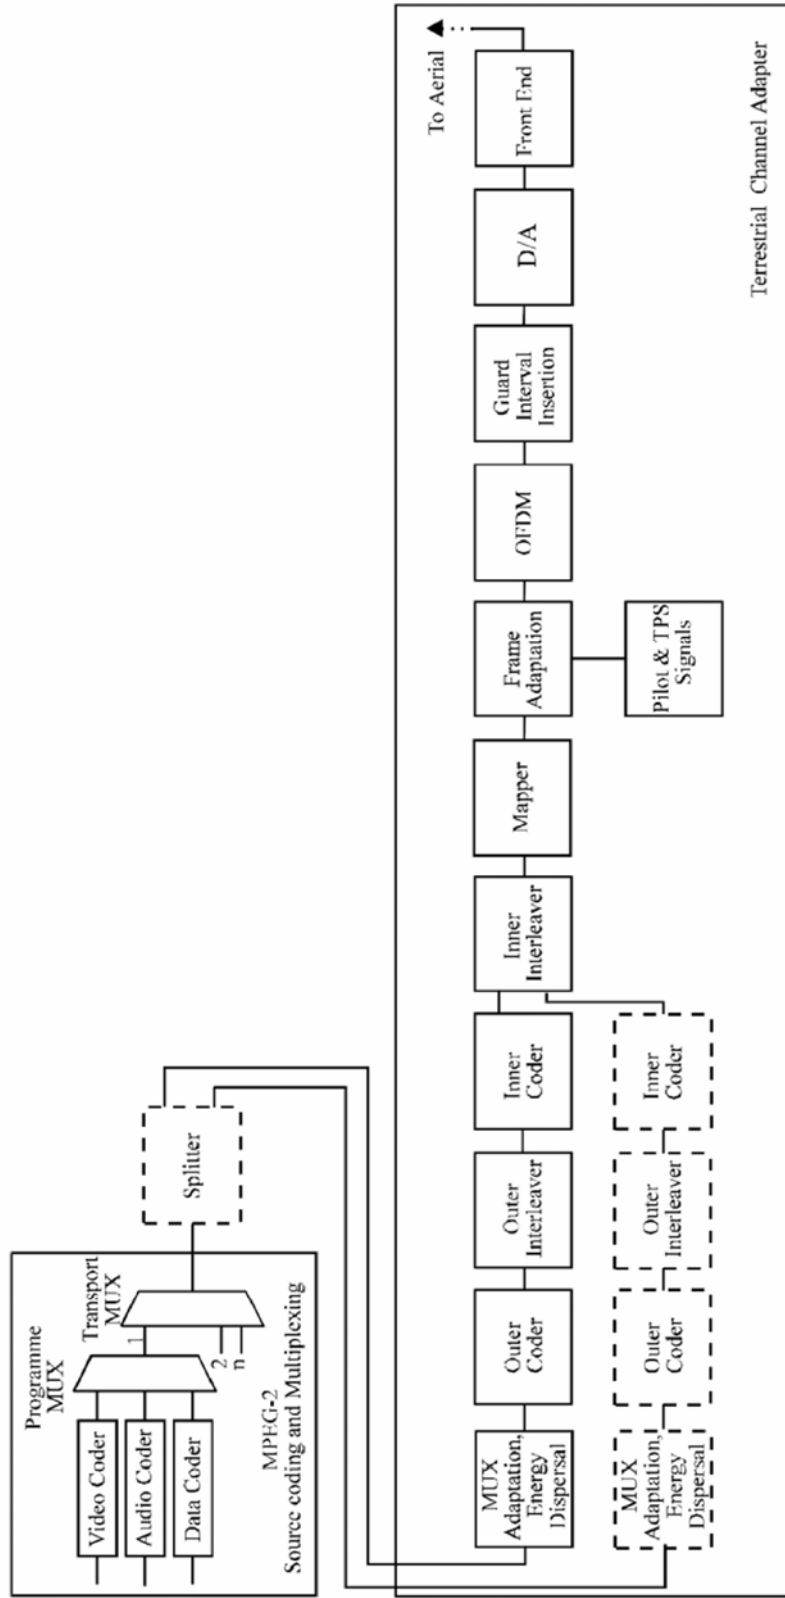 Programme
MUX
Transport
MUX
Video Coder
Audio Coder
Data Coder
1
2
n
MPEG-2
Source coding and Multiplexing
Splitter
MUX
Adaptation,
Energy
Dispersal
Outer
Coder
Outer
Interleaver
Inner
Coder
Inner
Interleaver
Mapper
Frame
Adaptation
OFDM
Guard
Interval
Insertion
D/A
Front End
To Aerial
MUX
Adaptation,
Energy
Dispersal
Outer
Coder
Outer
Interleaver
Inner
Coder
Pilot & TPS
Signals
Terrestrial Channel Adapter